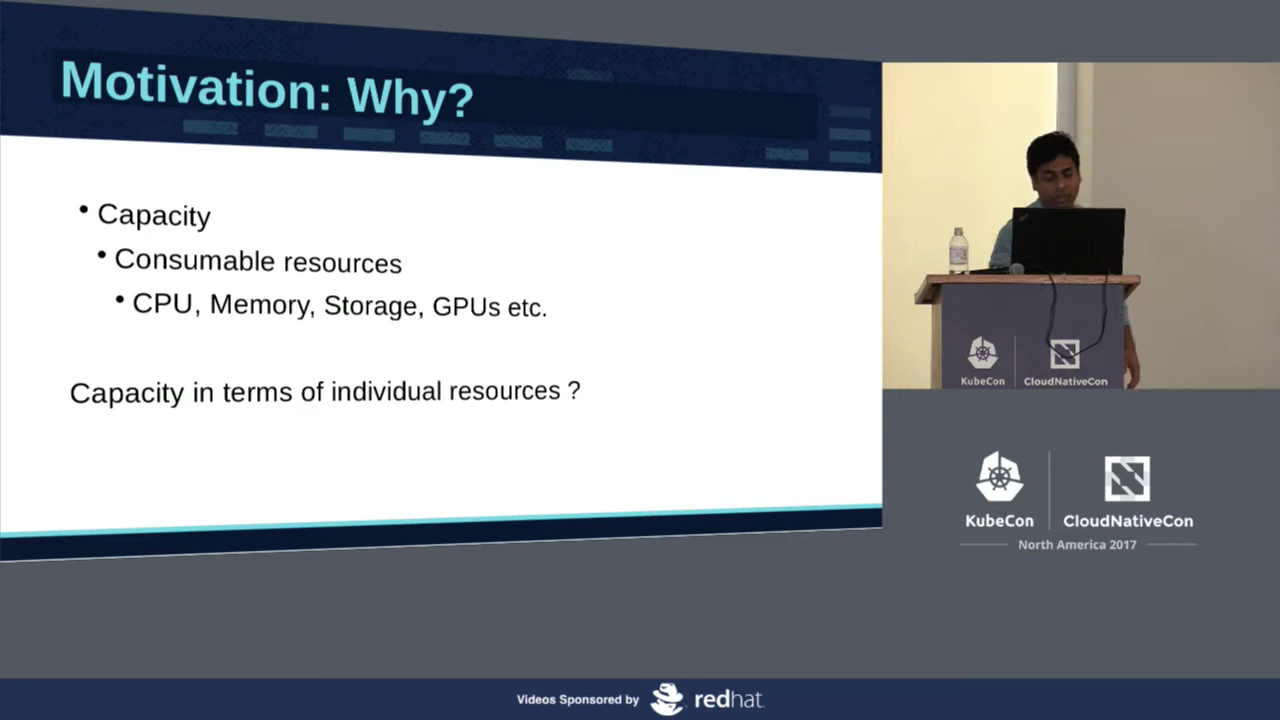 Motivation: Why?
• Capacity
• Consumable resources
• CPU, Memory, Storage, GPUs etc.
Capacity in terms of individual resources ?
KubeCon
CloudNativeCon
KubeCon
CloudNativeCon
North America 2017
Videos Sponsored by
redhat